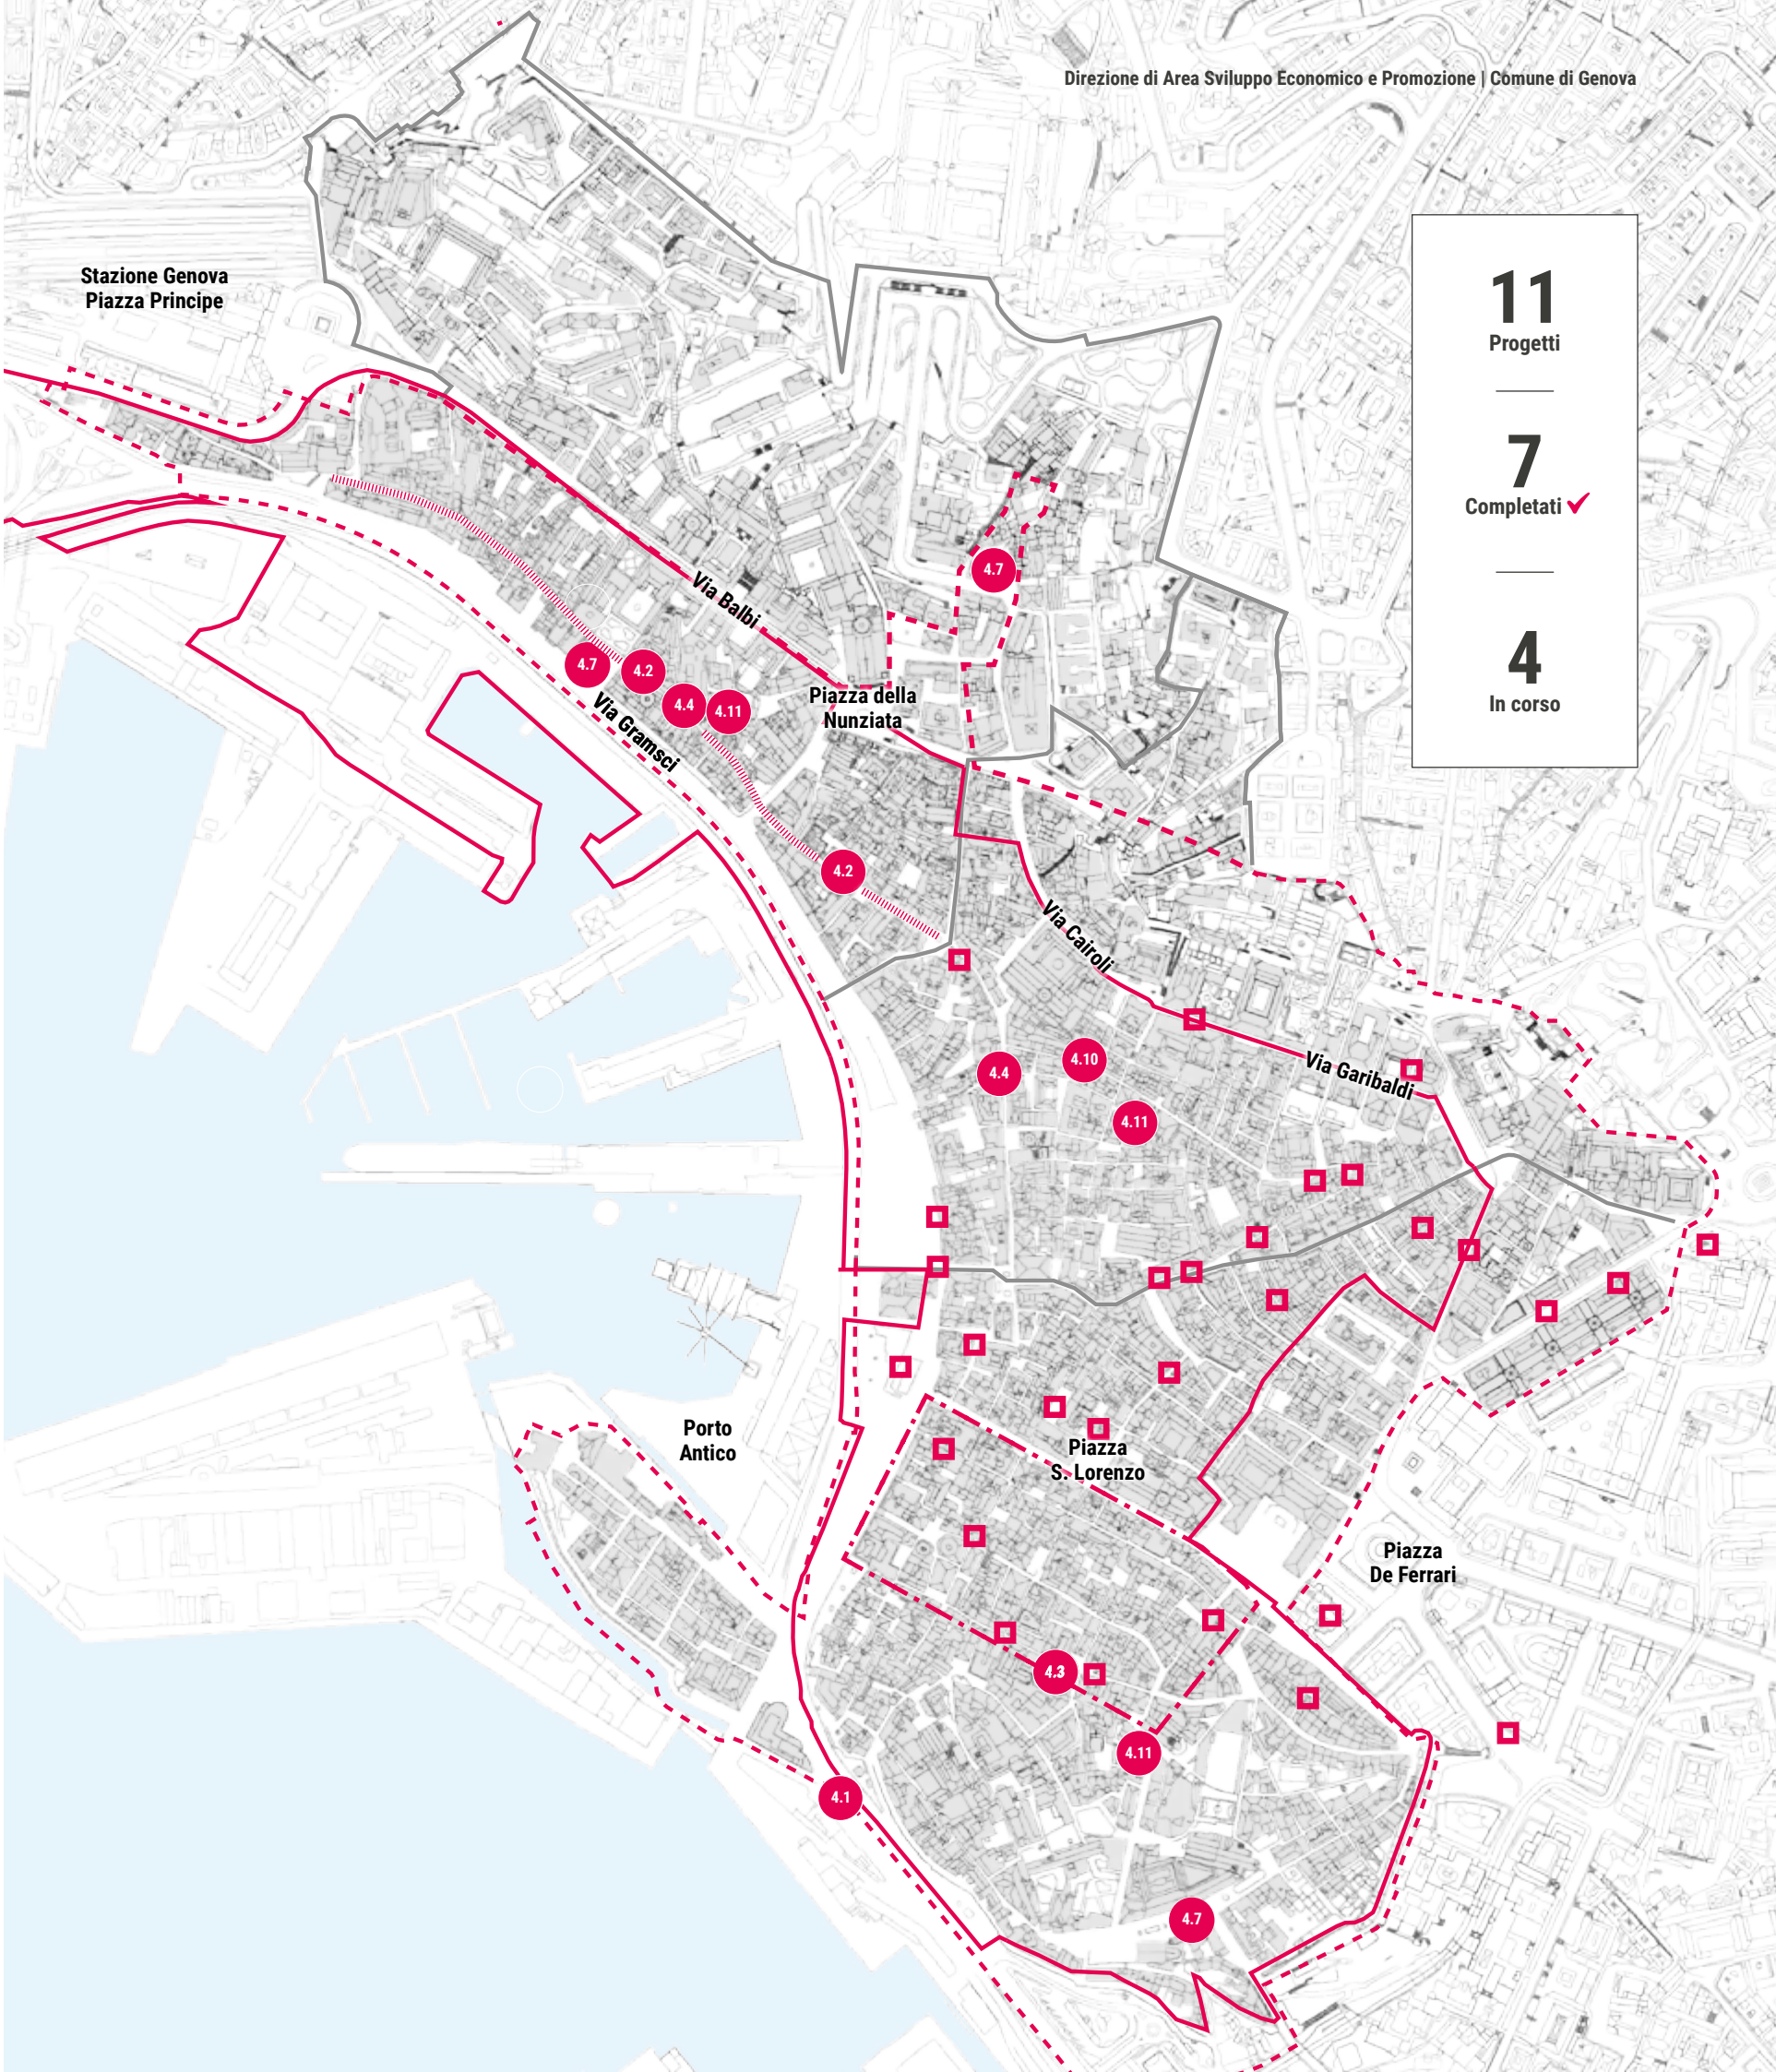 Direzione di Area Sviluppo Economico e Promozione | Comune di Genova
11
Progetti
7
Completati
4
In corso
Stazione Genova
Piazza Principe
4.7
Via Balbi
4.7
4.2
4.4
4.11
Piazza della
Nunziata
Via Gramsci
4.2
Via Cairoli
4.4
4.10
4.11
Via Garibaldi
Porto
Antico
Piazza
S. Lorenzo
Piazza
De Ferrari
4.3
4.11
4.1
4.7